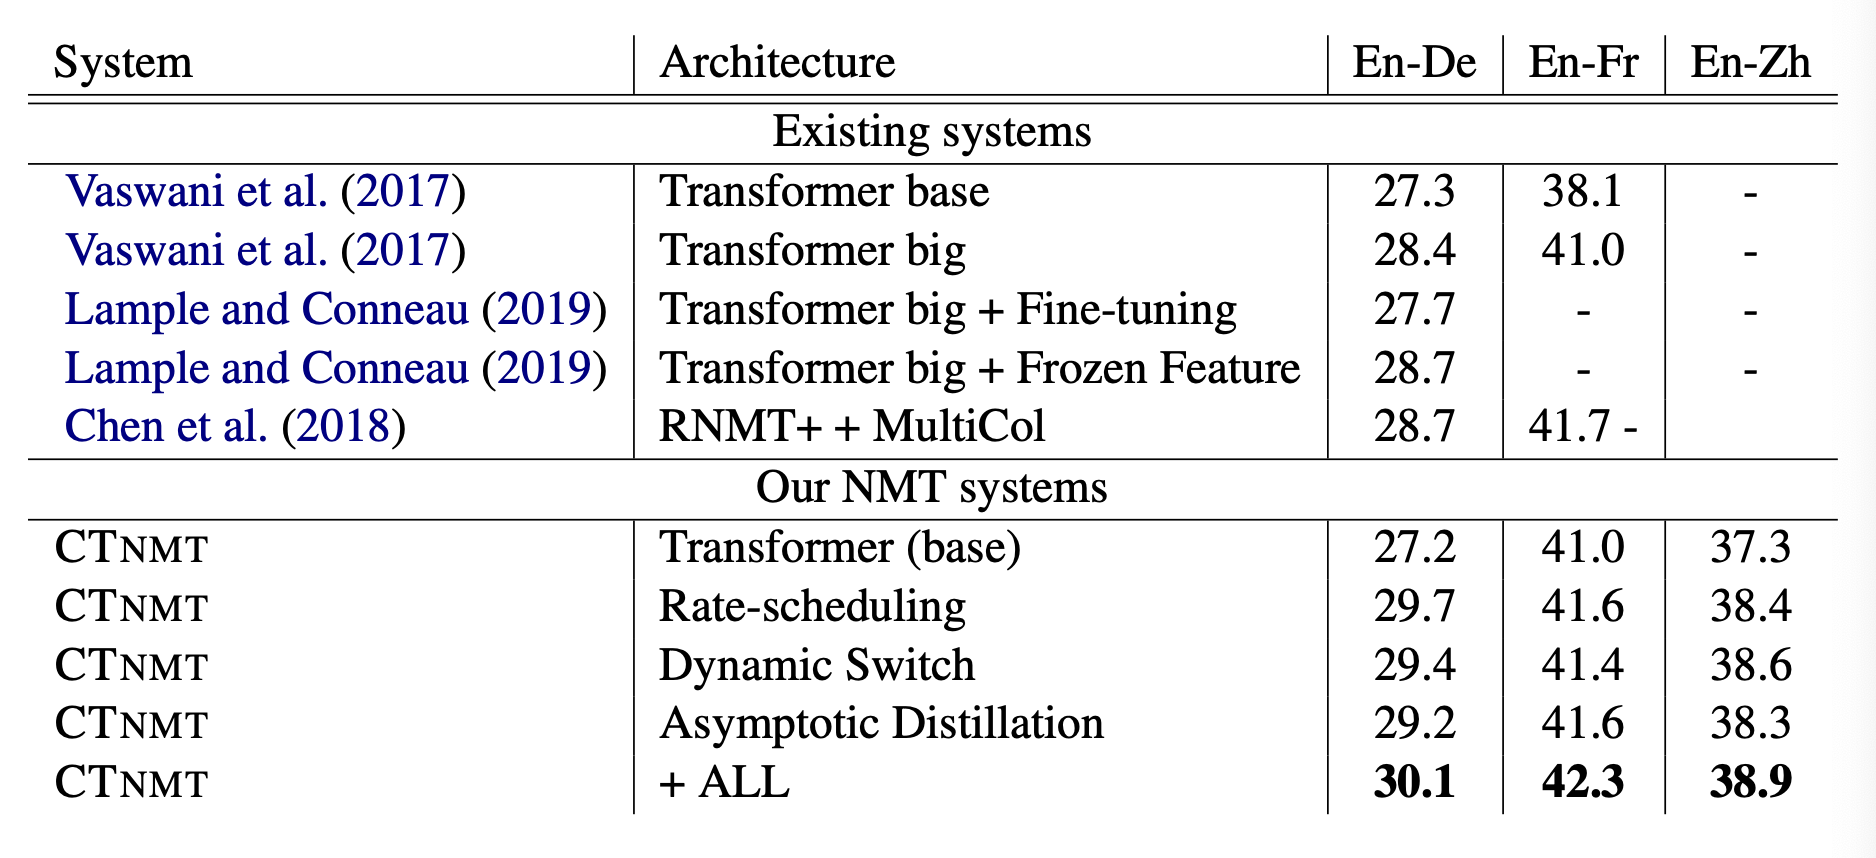 System Architecture En-De En-Fr En-Zh
Existing systems
Vaswani et al. (2017) Transformer base 27.3 38.1 -
Vaswani et al. (2017) Transformer big 28.4 41.0 -
Lample and Conneau (2019) Transformer big + Fine-tuning 27.7 - -
Lample and Conneau (2019) Transformer big + Frozen Feature 28.7 - -
Chen et al. (2018) RNMT+ + MultiCol 28.7 41.7 -
Our NMT systems
CTNMT Transformer (base) 27.2 41.0 37.3
CTNMT Rate-scheduling 29.7 41.6 38.4
CTNMT Dynamic Switch 29.4 41.4 38.6
CTNMT Asymptotic Distillation 29.2 41.6 38.3
CTNMT + ALL 30.1 42.3 38.9